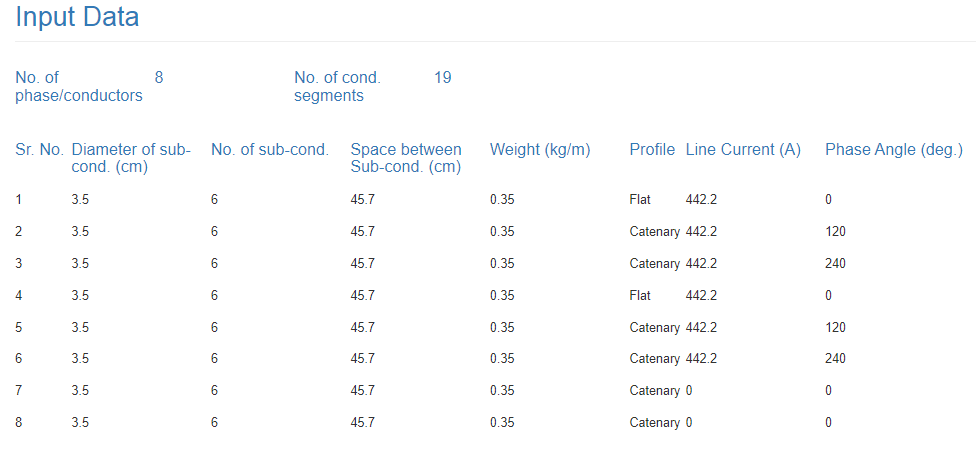 Input Data
No. of phase/conductors 8 No. of cond. segments 19
Sr. No. Diameter of sub-cond. (cm) No. of sub-cond. Space between Sub-cond. (cm) Weight (kg/m) Profile Line Current (A) Phase Angle (deg.)
1 3.5 6 45.7 0.35 Flat 442.2 0
2 3.5 6 45.7 0.35 Catenary 442.2 120
3 3.5 6 45.7 0.35 Catenary 442.2 240
4 3.5 6 45.7 0.35 Flat 442.2 0
5 3.5 6 45.7 0.35 Catenary 442.2 120
6 3.5 6 45.7 0.35 Catenary 442.2 240
7 3.5 6 45.7 0.35 Catenary 0 0
8 3.5 6 45.7 0.35 Catenary 0 0